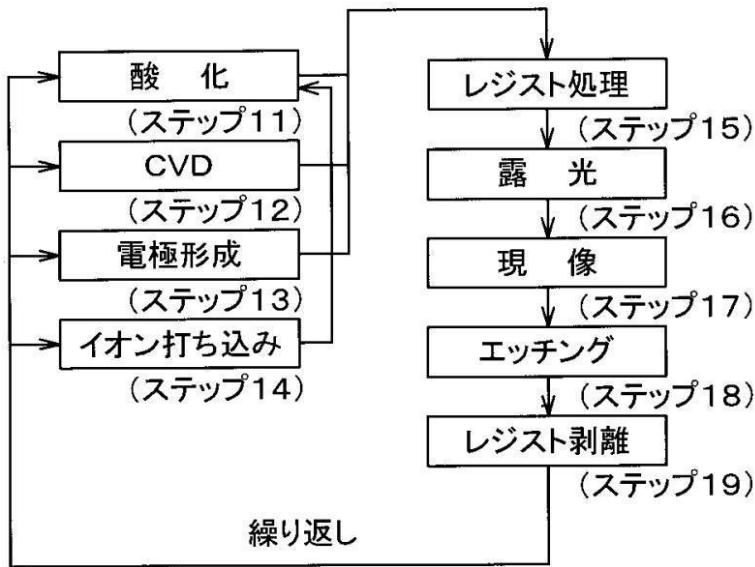 酸 化
(ステップ11)
CVD
(ステップ12)
電極形成
(ステップ13)
イオン打ち込み
(ステップ14)
レジスト処理
(ステップ15)
露 光
(ステップ16)
現 像
(ステップ17)
エッチング
(ステップ18)
レジスト剥離
(ステップ19)
繰り返し